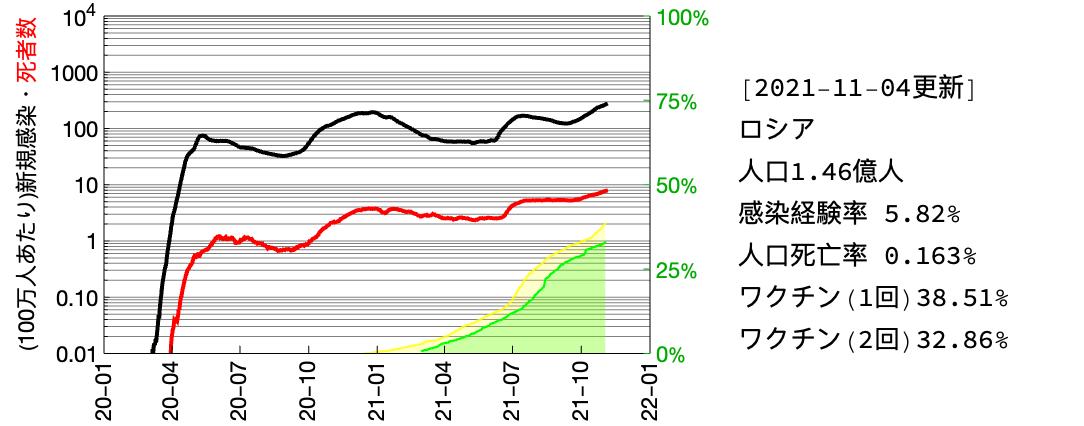 (100万人あたり)新規感染・死者数
10^4
1000
100
10
1
0.10
0.01
20-01
20-04
20-07
20-10
21-01
21-04
21-07
21-10
22-01
100%
75%
50%
25%
0%
[2021-11-04更新]
ロシア
人口1.46億人
感染経験率 5.82%
人口死亡率 0.163%
ワクチン(1回)38.51%
ワクチン(2回)32.86%